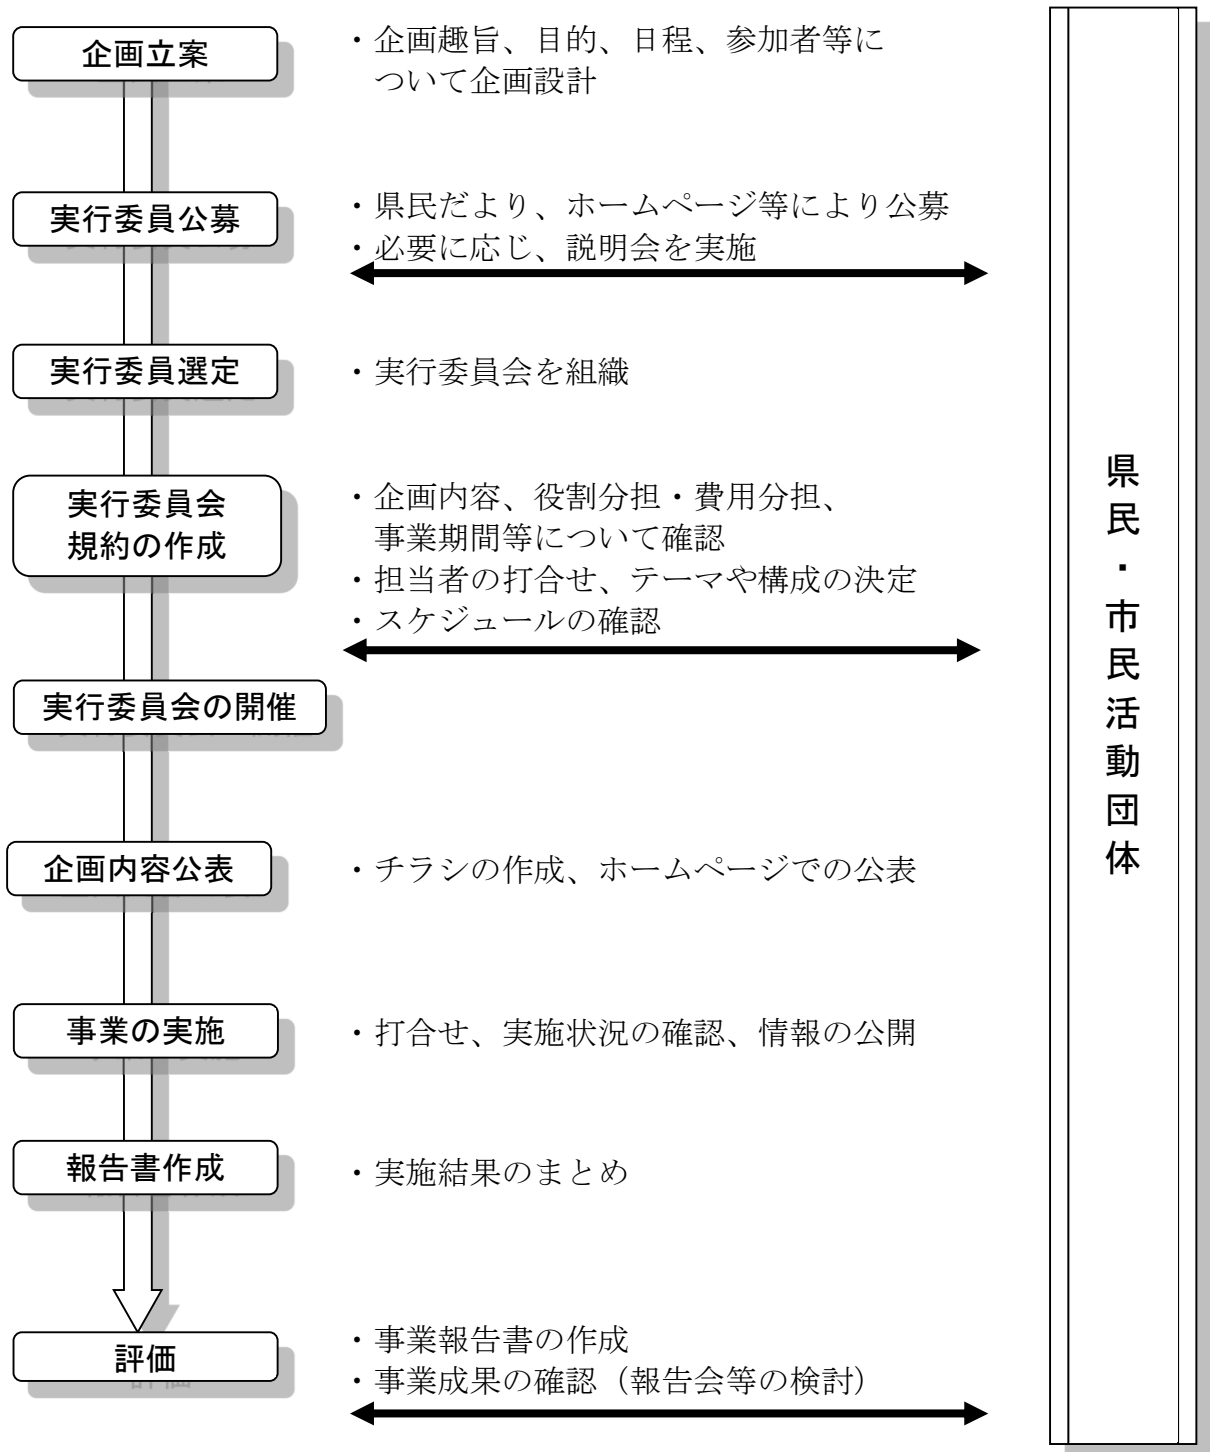 企画立案
・企画趣旨、目的、日程、参加者等に
ついて企画設計
実行委員公募
・県民だより、ホームページ等により公募
・必要に応じ、説明会を実施
実行委員選定
・実行委員会を組織
実行委員会
規約の作成
・企画内容、役割分担・費用分担、
事業期間等について確認
・担当者の打合せ、テーマや構成の決定
・スケジュールの確認
実行委員会の開催
企画内容公表
・チラシの作成、ホームページでの公表
事業の実施
・打合せ、実施状況の確認、情報の公開
報告書作成
・実施結果のまとめ
評価
・事業報告書の作成
・事業成果の確認（報告会等の検討）
県民・市民活動団体